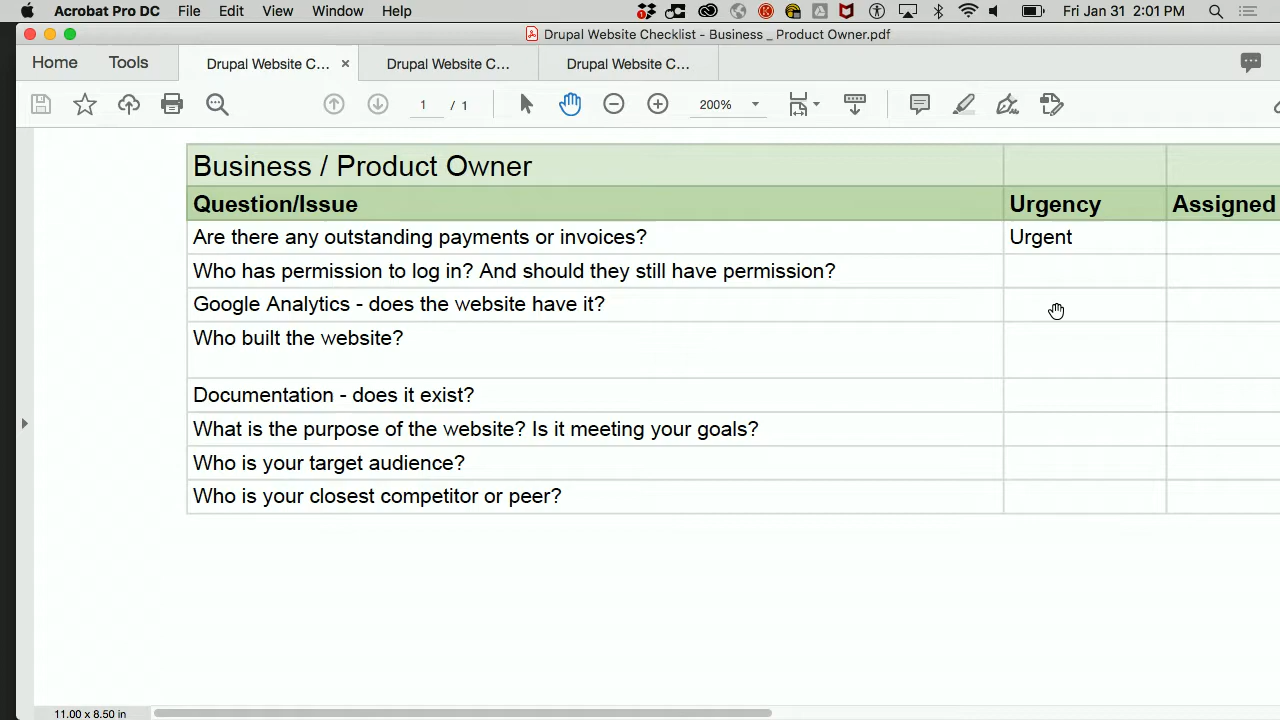 Acrobat Pro DC File Edit View Window Help Fri Jan 31 2:01 PM
Drupal Website Checklist - Business _ Product Owner.pdf
Home Tools Drupal Website C... × Drupal Website C... Drupal Website C...
1 / 1 200%
Business / Product Owner
Question/Issue Urgency Assigned
Are there any outstanding payments or invoices? Urgent
Who has permission to log in? And should they still have permission?
Google Analytics - does the website have it?
Who built the website?
Documentation - does it exist?
What is the purpose of the website? Is it meeting your goals?
Who is your target audience?
Who is your closest competitor or peer?
11.00 x 8.50 in